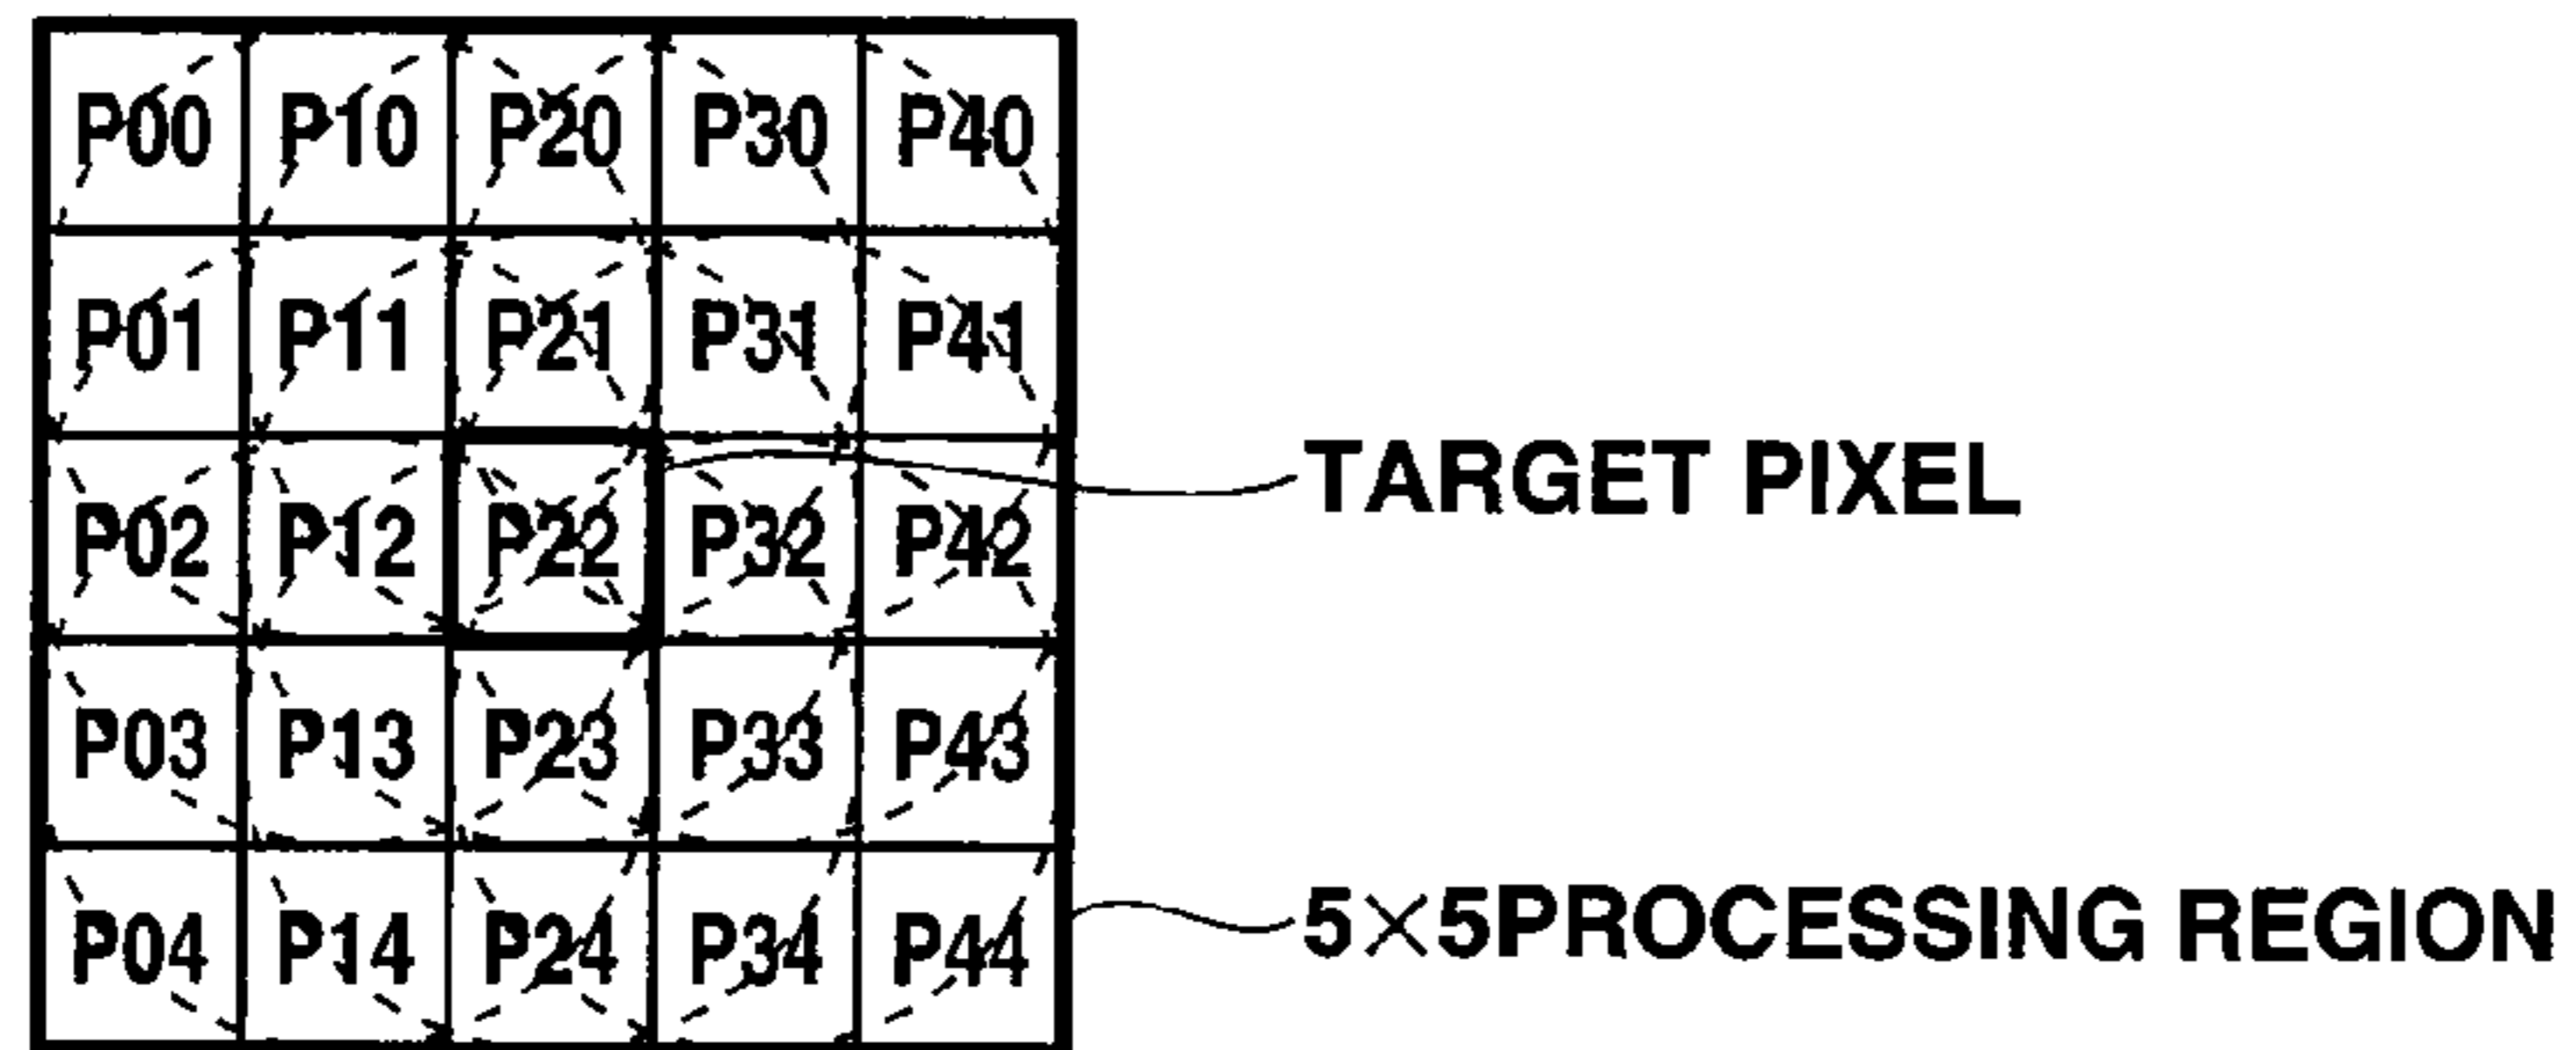 P00 P10 P20 P30 P40
P01 P11 P21 P31 P41
TARGET PIXEL
P02 P12 P22 P32 P42
P03 P13 P23 P33 P43
P04 P14 P24 P34 P44
5×5PROCESSING REGION